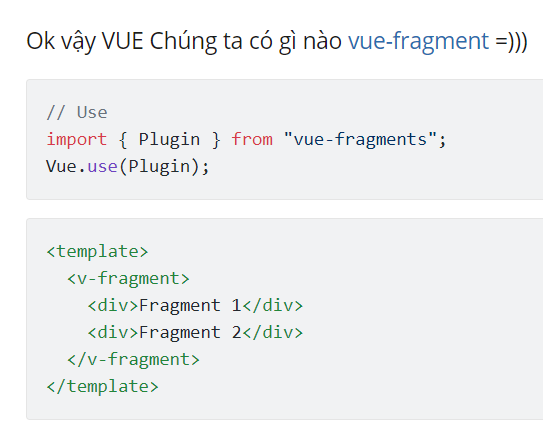 Ok vậy VUE Chúng ta có gì nào vue-fragment =)))
// Use
import { Plugin } from "vue-fragments";
Vue.use(Plugin);
<template>
  <v-fragment>
    <div>Fragment 1</div>
    <div>Fragment 2</div>
  </v-fragment>
</template>